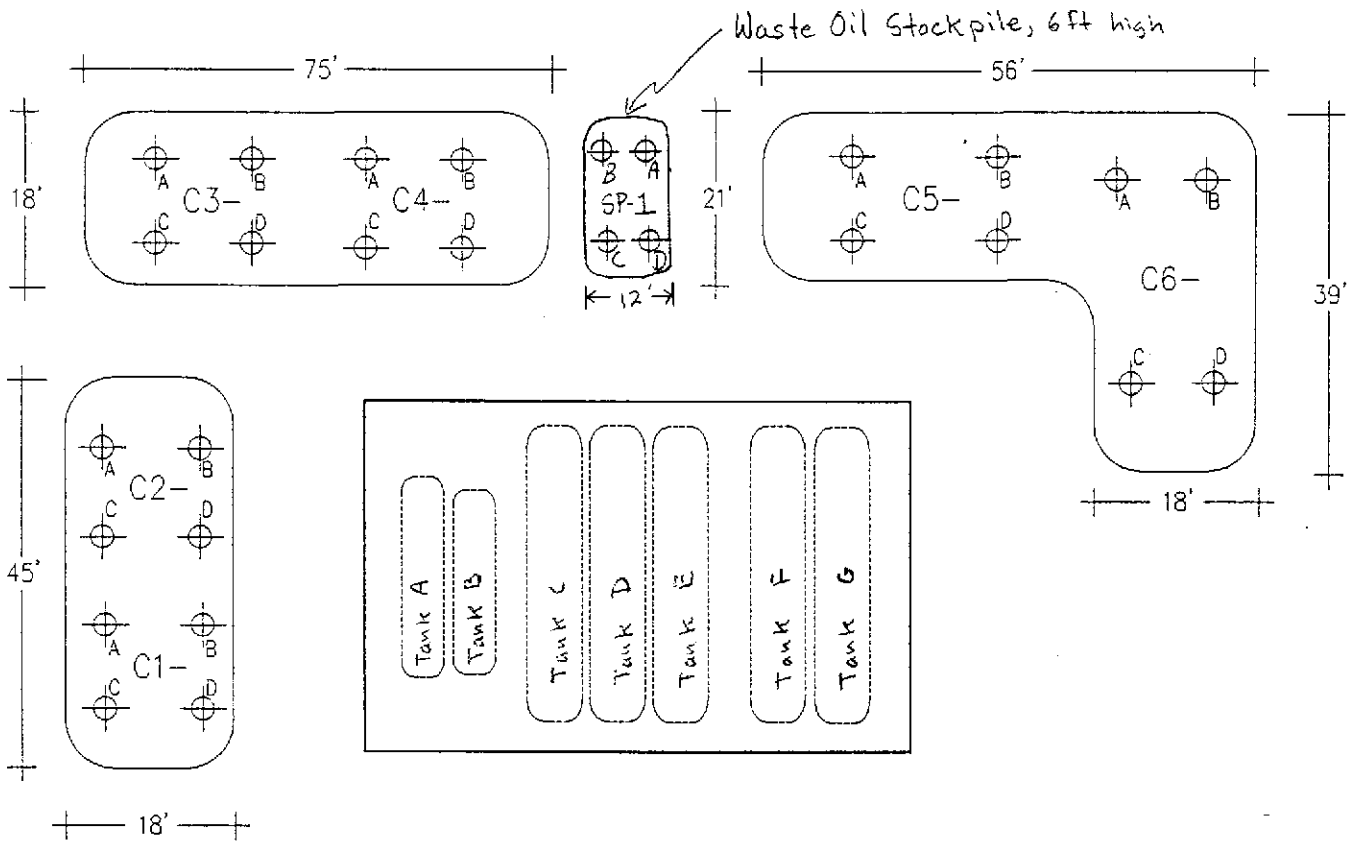 Waste Oil Stockpile, 6ft high
75'
56'
18'
A
B
A
B
C3-
C4-
C
D
C
D
B
A
SP-1
C
D
21'
12'
A
B
C5-
C
D
A
B
C6-
C
D
39'
18'
45'
A
B
C2-
C
D
A
B
C1-
C
D
18'
Tank A
Tank B
Tank C
Tank D
Tank E
Tank F
Tank G